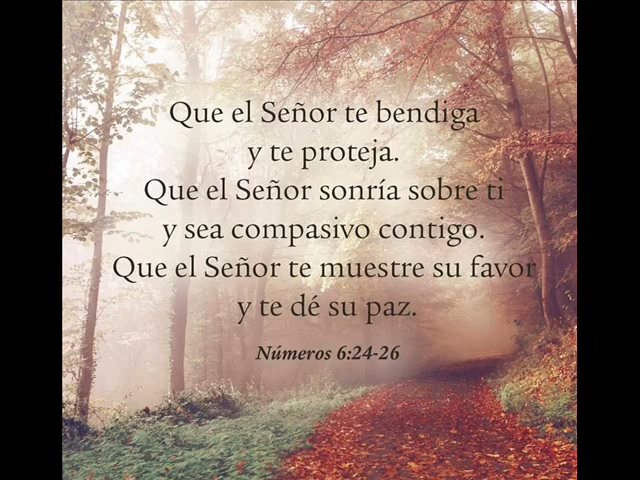 Que el Señor te bendiga
y te proteja.
Que el Señor sonría sobre ti
y sea compasivo contigo.
Que el Señor te muestre su favor
y te dé su paz.
Números 6:24-26